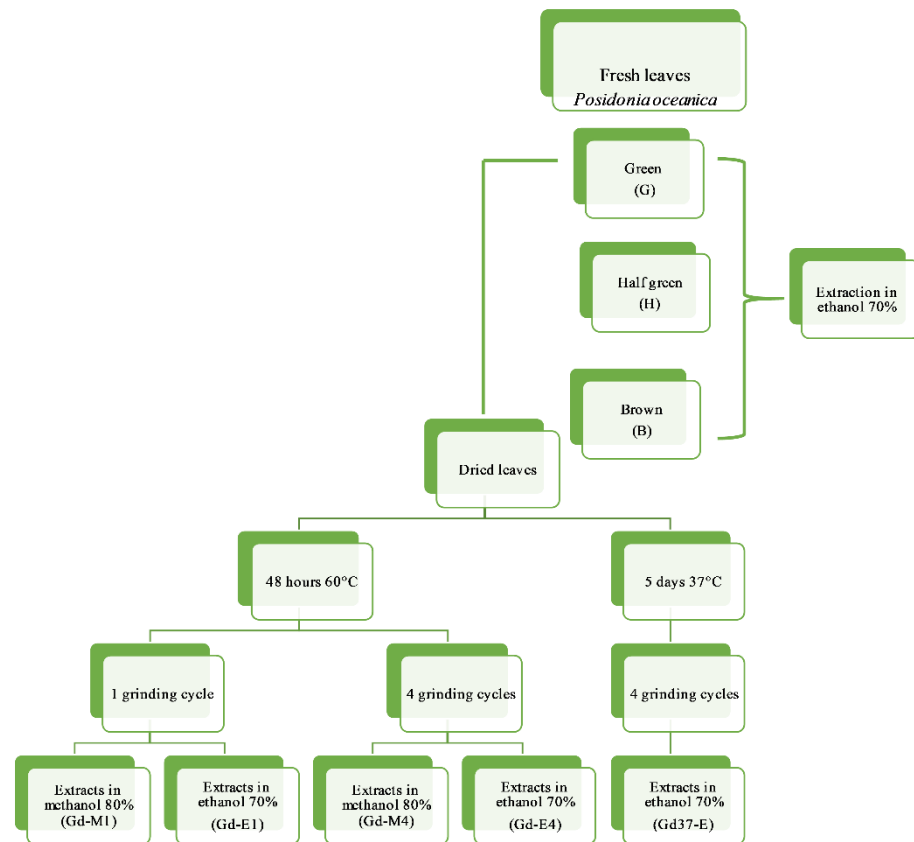 Fresh leaves
Posidonia oceanica
Green
(G)
Half green
(H)
Extraction in
ethanol 70%
Brown
(B)
Dried leaves
48 hours 60°C
5 days 37°C
1 grinding cycle
4 grinding cycles
4 grinding cycles
Extracts in
methanol 80%
(Gd-M1)
Extracts in
ethanol 70%
(Gd-E1)
Extracts in
methanol 80%
(Gd-M4)
Extracts in
ethanol 70%
(Gd-E4)
Extracts in
ethanol 70%
(Gd37-E)